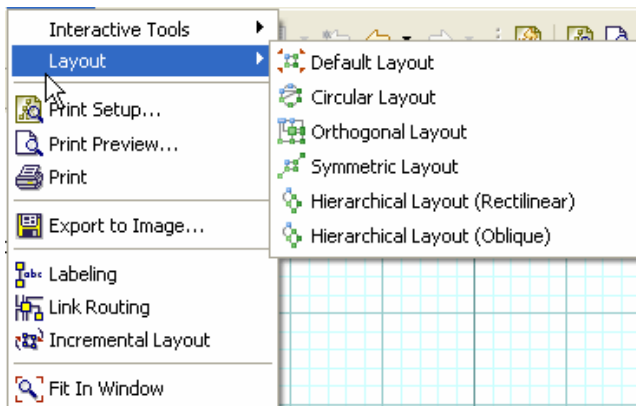 Interactive Tools
Layout
Print Setup...
Print Preview...
Print
Export to Image...
abc Labeling
Link Routing
Incremental Layout
Fit In Window
Default Layout
Circular Layout
Orthogonal Layout
Symmetric Layout
Hierarchical Layout (Rectilinear)
Hierarchical Layout (Oblique)